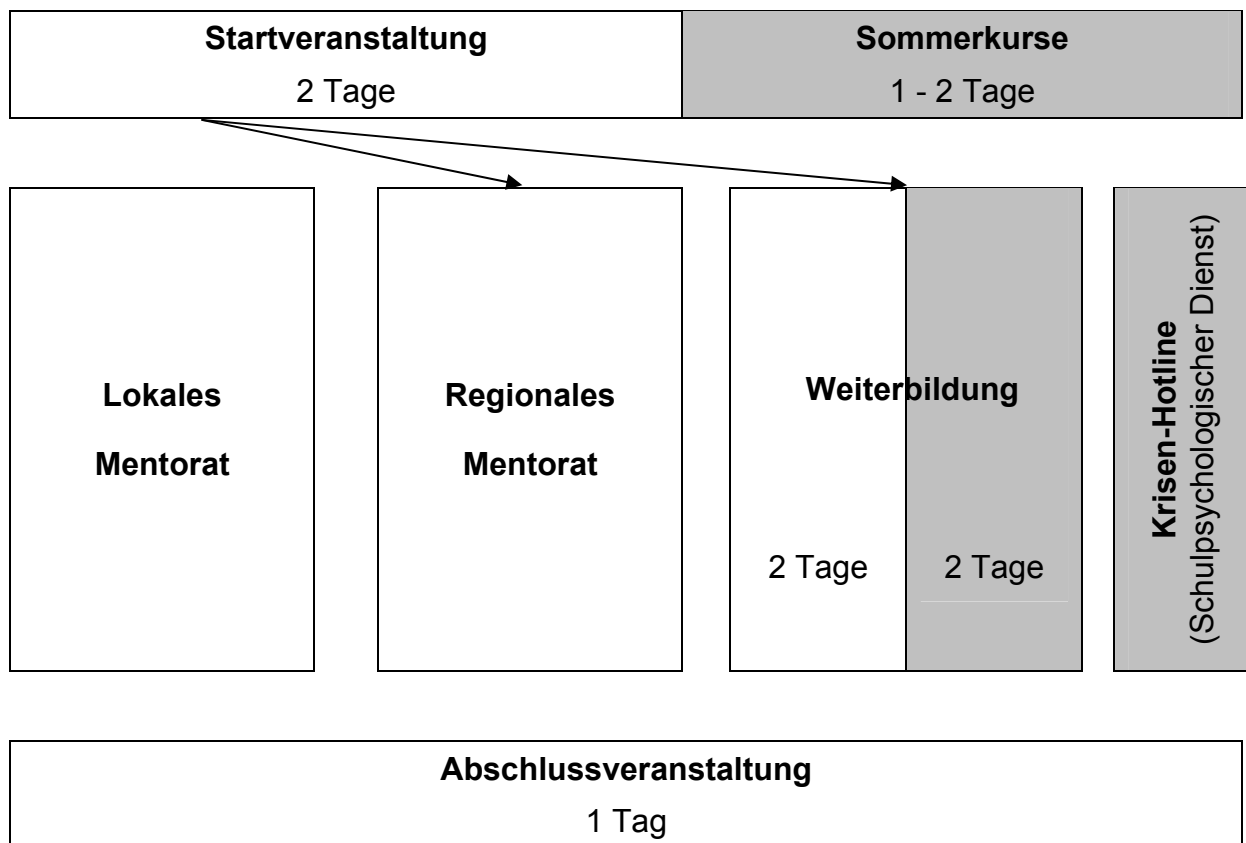 Startveranstaltung
2 Tage
Sommerkurse
1 - 2 Tage
Lokales
Mentorat
Regionales
Mentorat
Weiterbildung
2 Tage
2 Tage
Krisen-Hotline
(Schulpsychologischer Dienst)
Abschlussveranstaltung
1 Tag